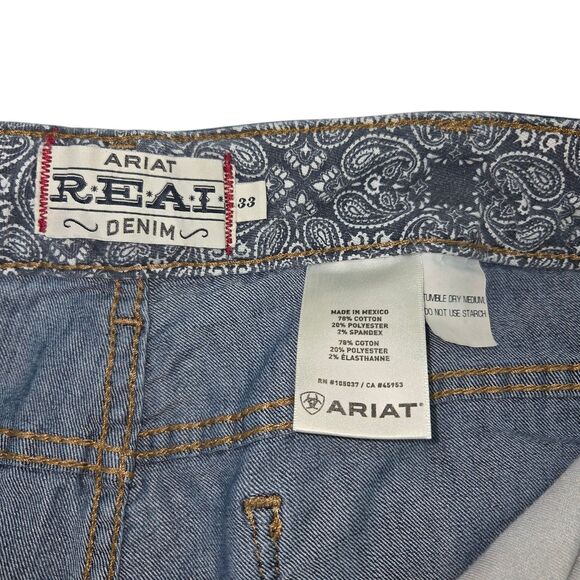 ARIAT
R.E.A.L
DENIM
33
MADE IN MEXICO
78% COTTON
20% POLYESTER
2% SPANDEX
78% COTON
20% POLYESTER
2% ÉLASTHANNE
RN #105037 / CA #45953
ARIAT
TUMBLE DRY MEDIUM
DO NOT USE STARCH